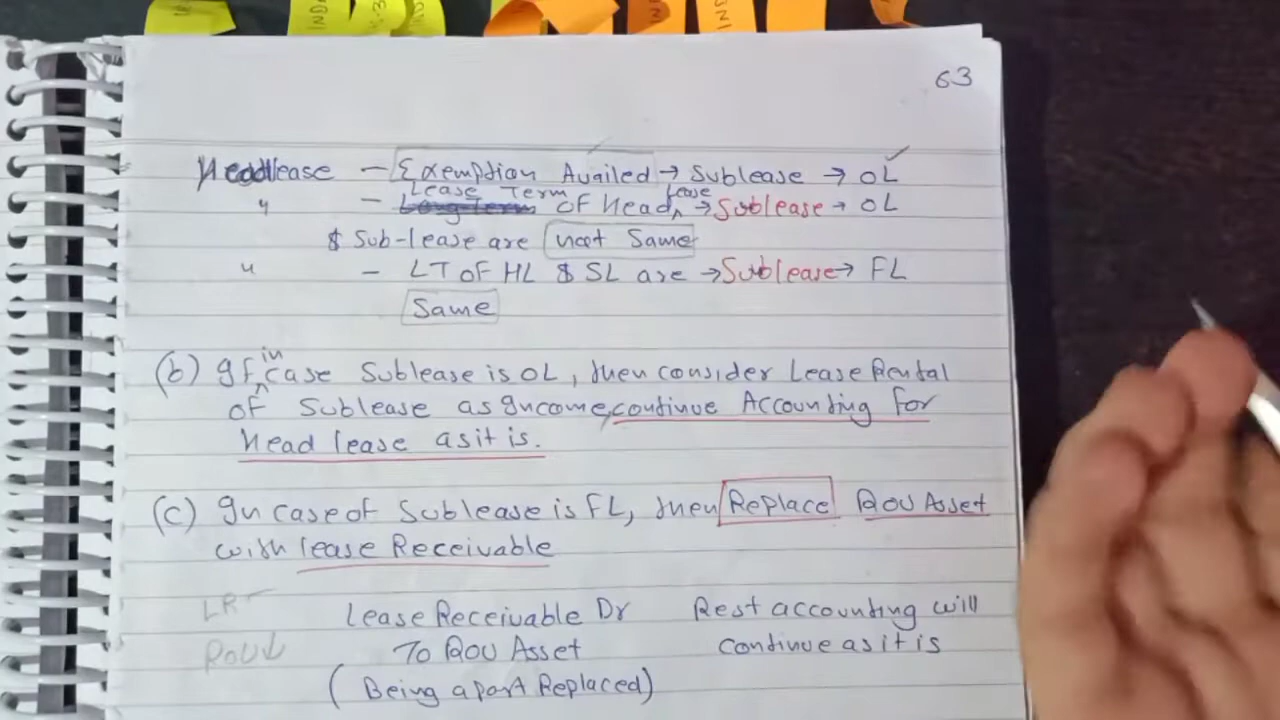 63
Headlease - Exemption Availed → Sublease → OL
Lease Term Lease
" - Long Term of Head → Sublease → OL
& Sub-lease are not Same
" - LT OF HL & SL are → Sublease → FL
Same
in
(b) If case Sublease is OL, then consider Lease Rental
of Sublease as Income, continue Accounting for
Head lease as it is.
(c) In case of Sublease is FL, then Replace ROU Asset
with lease Receivable
LR
Lease Receivable Dr Rest accounting will
ROU↓ To ROU Asset continue as it is
(Being a part Replaced)